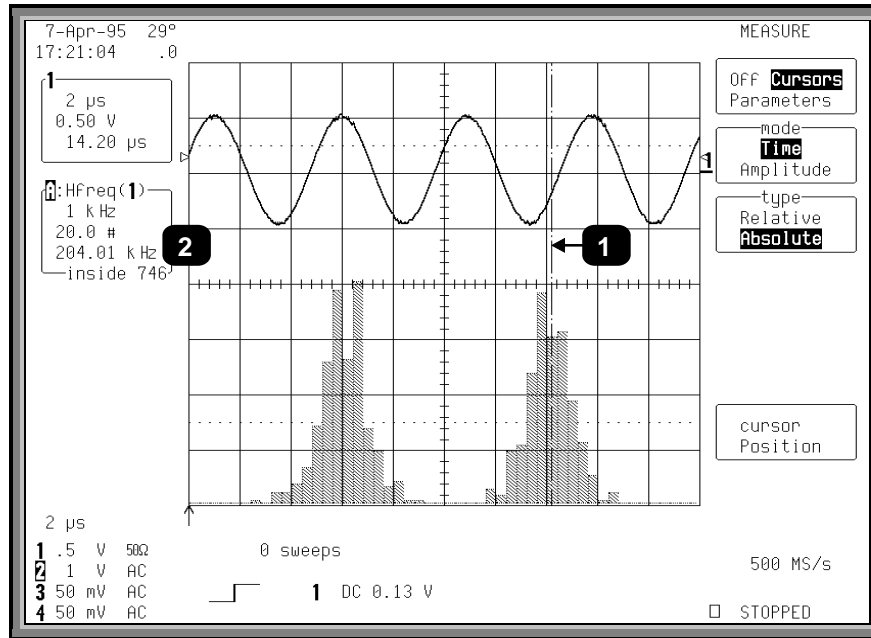 7-Apr-95 29°
17:21:04 .0
1
2 µs
0.50 V
14.20 µs
A:Hfreq(1)
1 kHz
20.0 #
204.01 kHz
inside 746
2
1
1
MEASURE
Off Cursors
Parameters
mode
Time
Amplitude
type
Relative
Absolute
cursor
Position
2 µs
1 .5 V 50Ω
2 1 V AC
3 50 mV AC
4 50 mV AC
0 sweeps
1 DC 0.13 V
500 MS/s
STOPPED